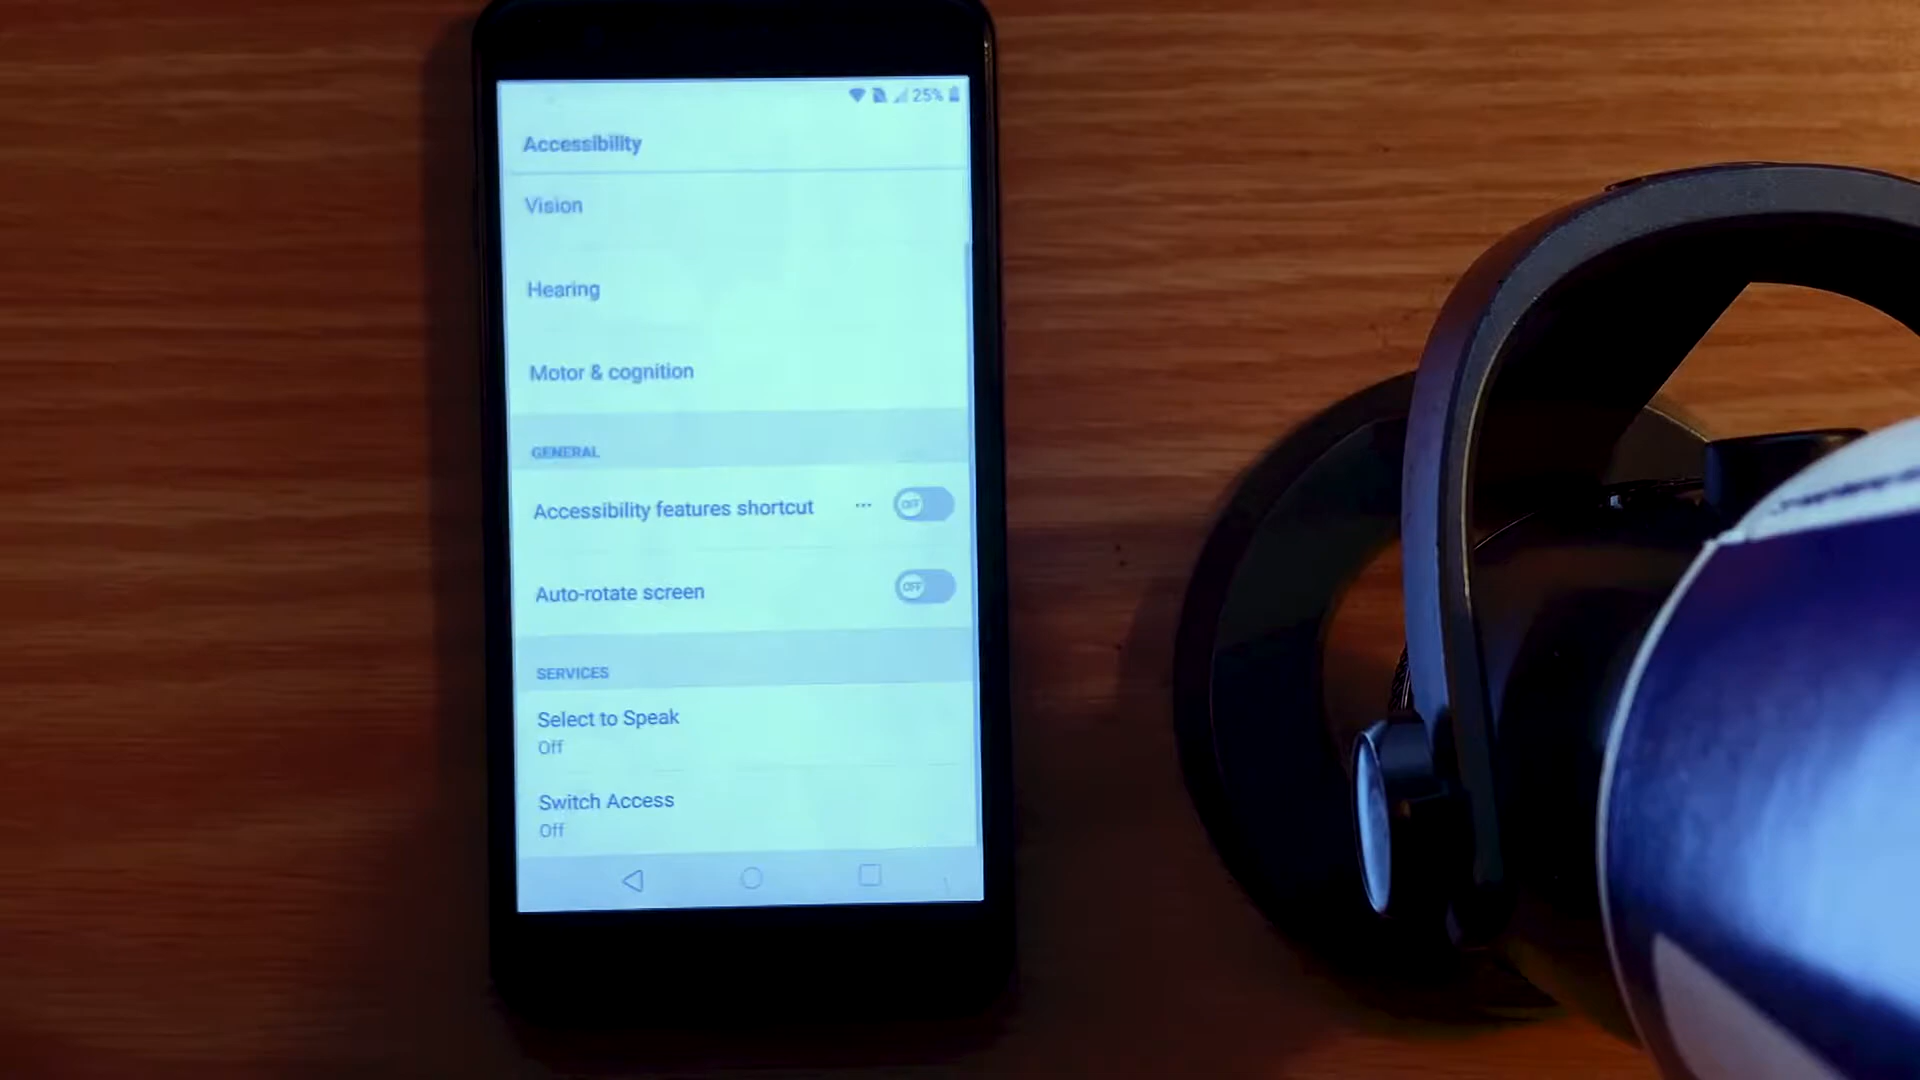 25%
Accessibility
Vision
Hearing
Motor & cognition
GENERAL
Accessibility features shortcut ... OFF
Auto-rotate screen OFF
SERVICES
Select to Speak
Off
Switch Access
Off